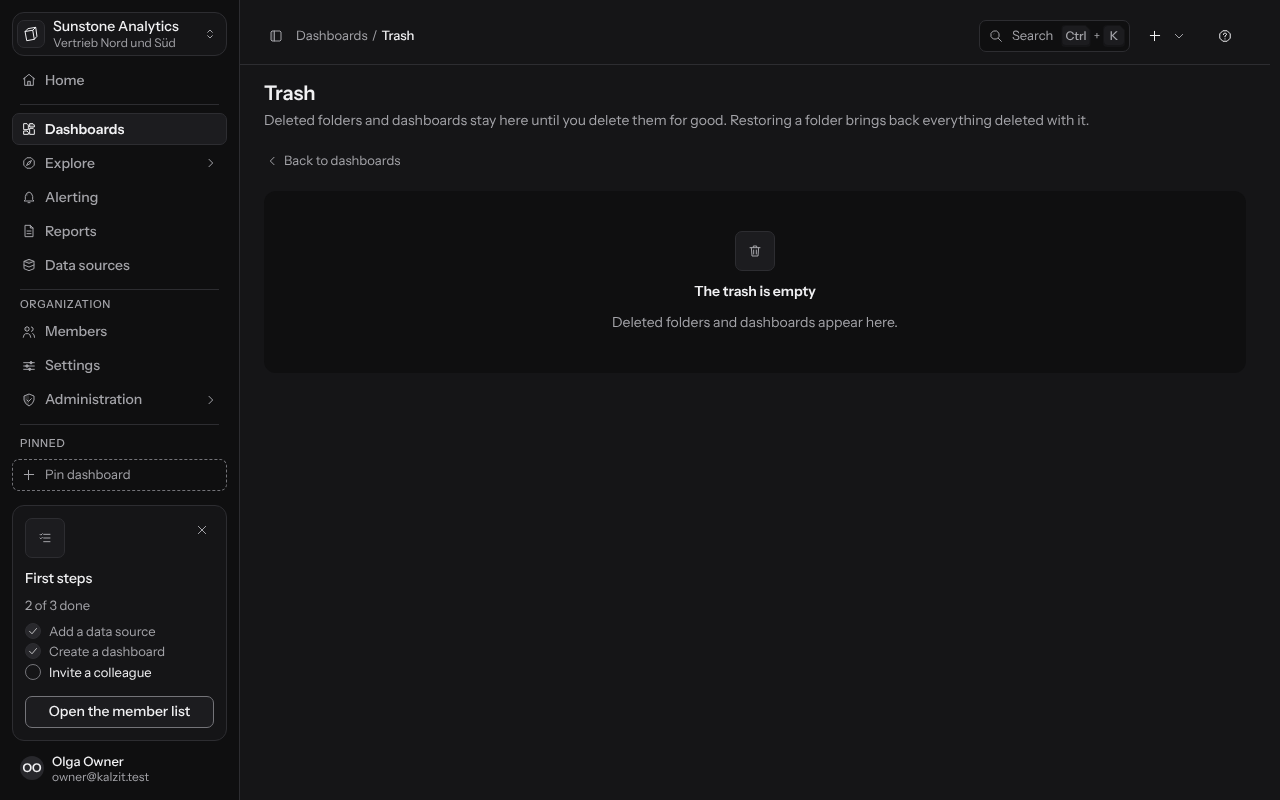 Sunstone Analytics
Vertrieb Nord und Süd
Home
Dashboards
Explore
Alerting
Reports
Data sources
ORGANIZATION
Members
Settings
Administration
PINNED
Pin dashboard
First steps
2 of 3 done
Add a data source
Create a dashboard
Invite a colleague
Open the member list
OO
Olga Owner
owner@kalzit.test
Dashboards / Trash
Search Ctrl + K
Trash
Deleted folders and dashboards stay here until you delete them for good. Restoring a folder brings back everything deleted with it.
Back to dashboards
The trash is empty
Deleted folders and dashboards appear here.